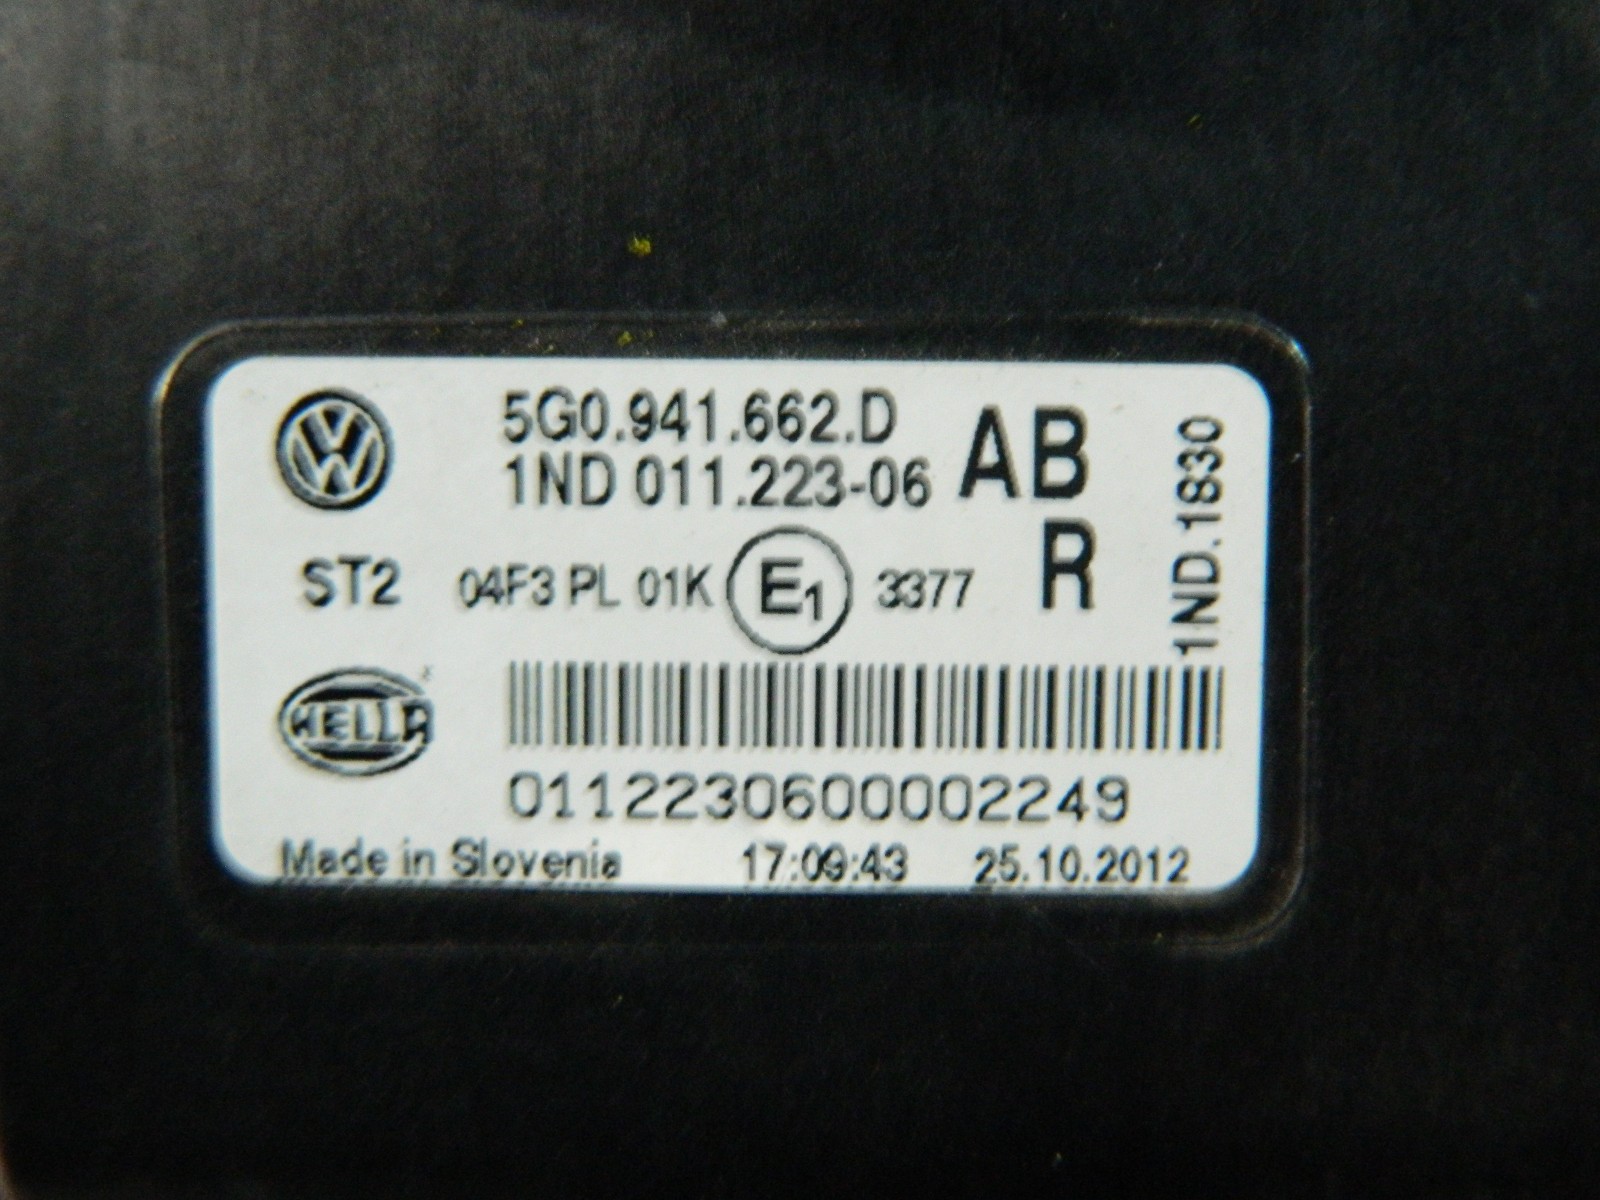 5G0.941.662.D
1ND 011.223-06
AB
R
1ND.1830
ST2
04F3 PL 01K E1 3377
HELLA
0112230600002249
Made in Slovenia 17:09:43 25.10.2012